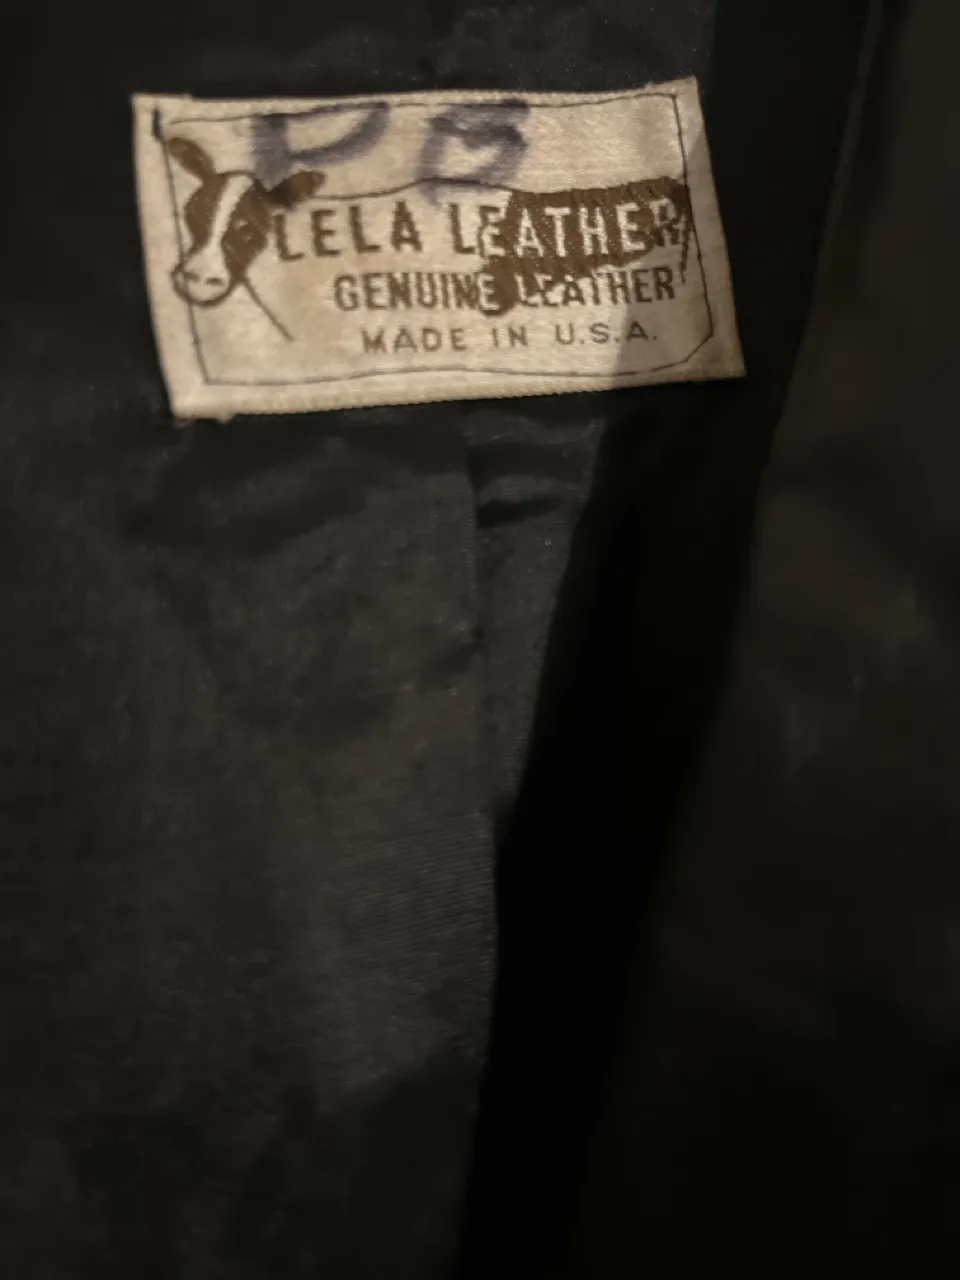 PB
LELA LEATHER
GENUINE LEATHER
MADE IN U.S.A.